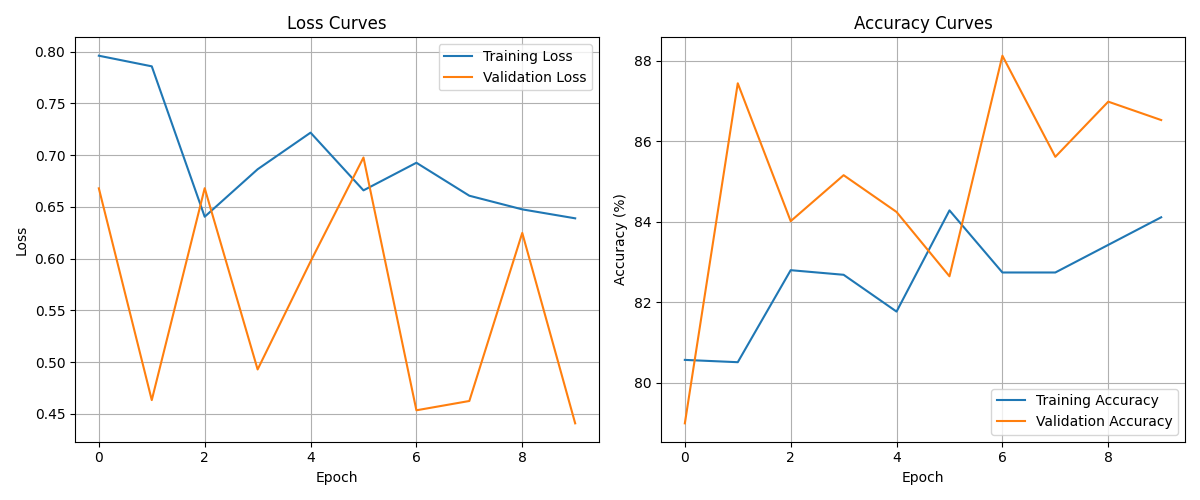 Loss Curves
0.80
0.75
0.70
0.65
0.60
0.55
0.50
0.45
Loss
0 2 4 6 8
Epoch
Training Loss
Validation Loss
Accuracy Curves
88
86
84
82
80
Accuracy (%)
0 2 4 6 8
Epoch
Training Accuracy
Validation Accuracy